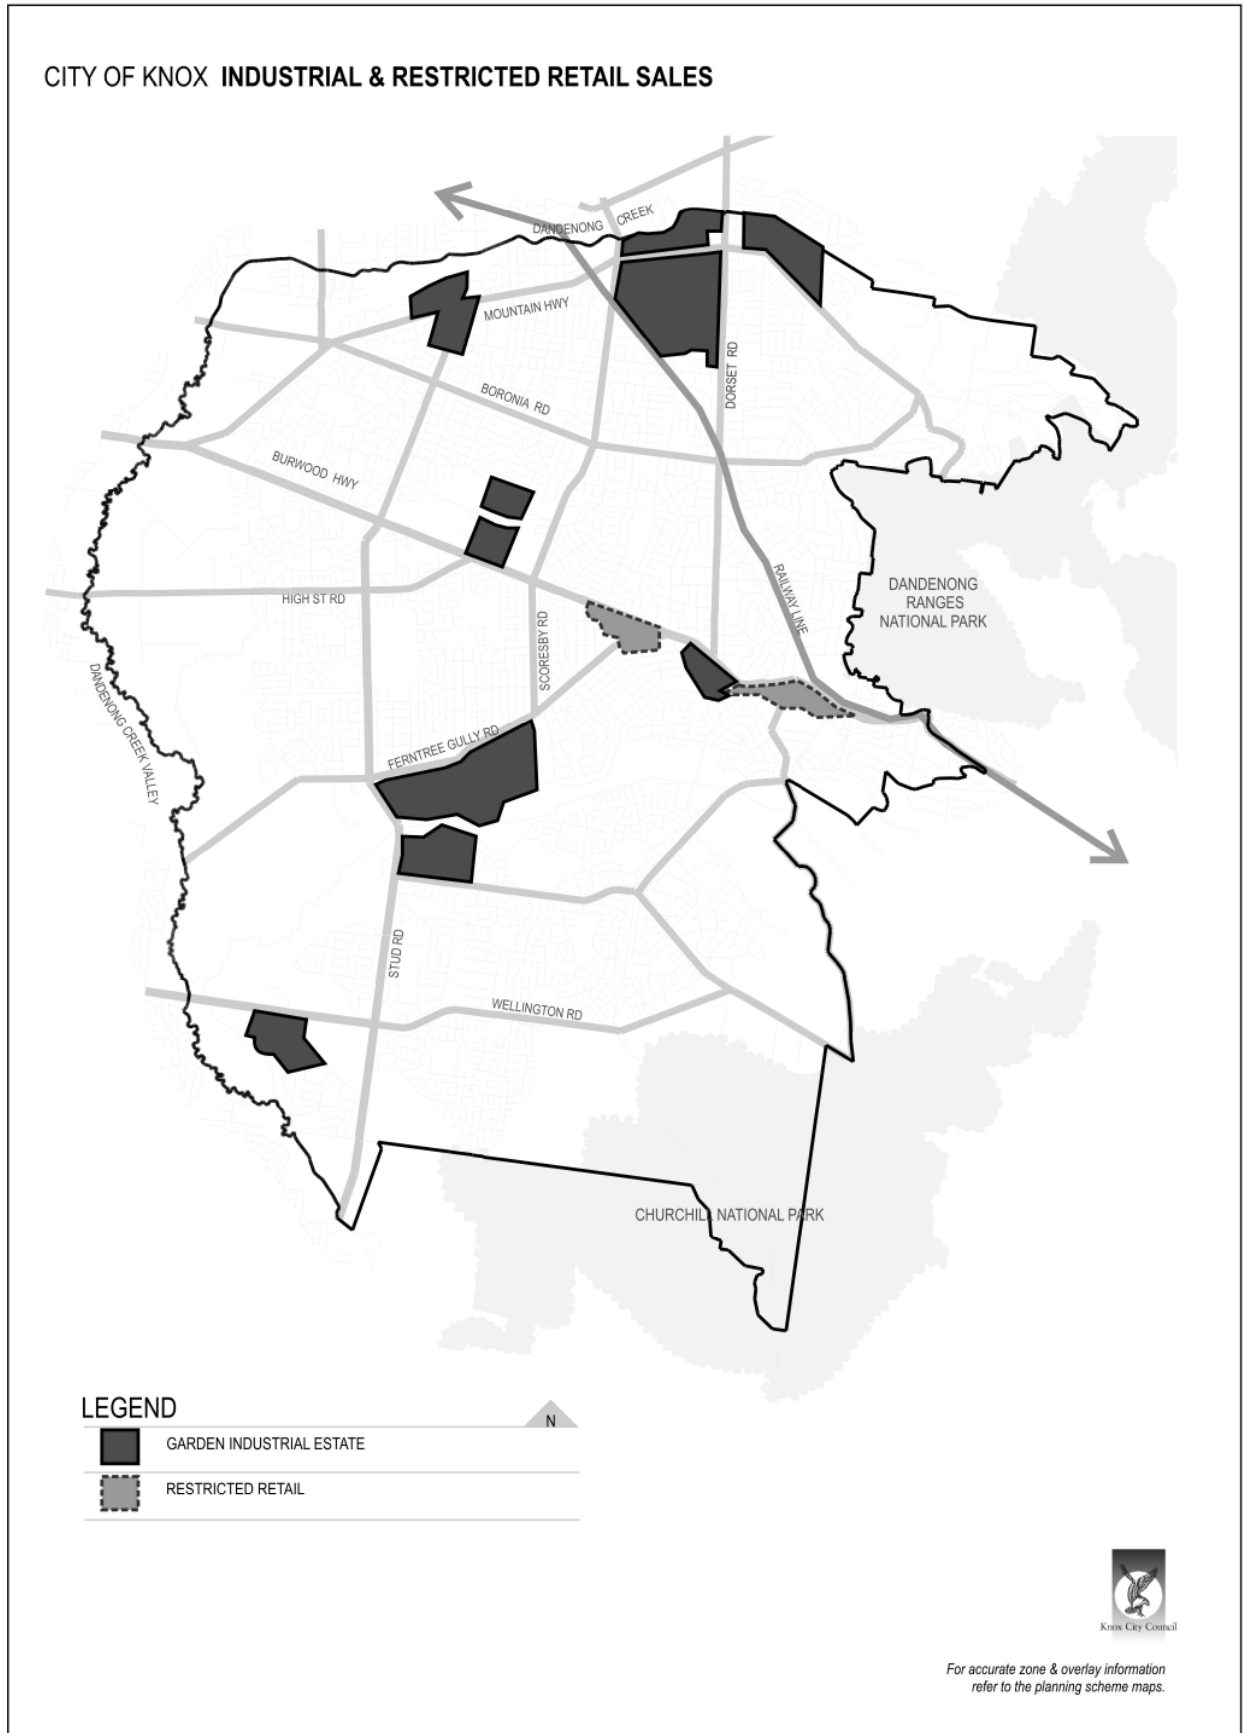 CITY OF KNOX INDUSTRIAL & RESTRICTED RETAIL SALES
DANDENONG CREEK
MOUNTAIN HWY
DORSET RD
BORONIA RD
BURWOOD HWY
RAILWAY LINE
DANDENONG
RANGES
NATIONAL PARK
HIGH ST RD
SCORESBY RD
DANDENONG CREEK VALLEY
FERNTREE GULLY RD
STUD RD
WELLINGTON RD
CHURCHILL NATIONAL PARK
LEGEND
N
GARDEN INDUSTRIAL ESTATE
RESTRICTED RETAIL
Knox City Council
For accurate zone & overlay information
refer to the planning scheme maps.